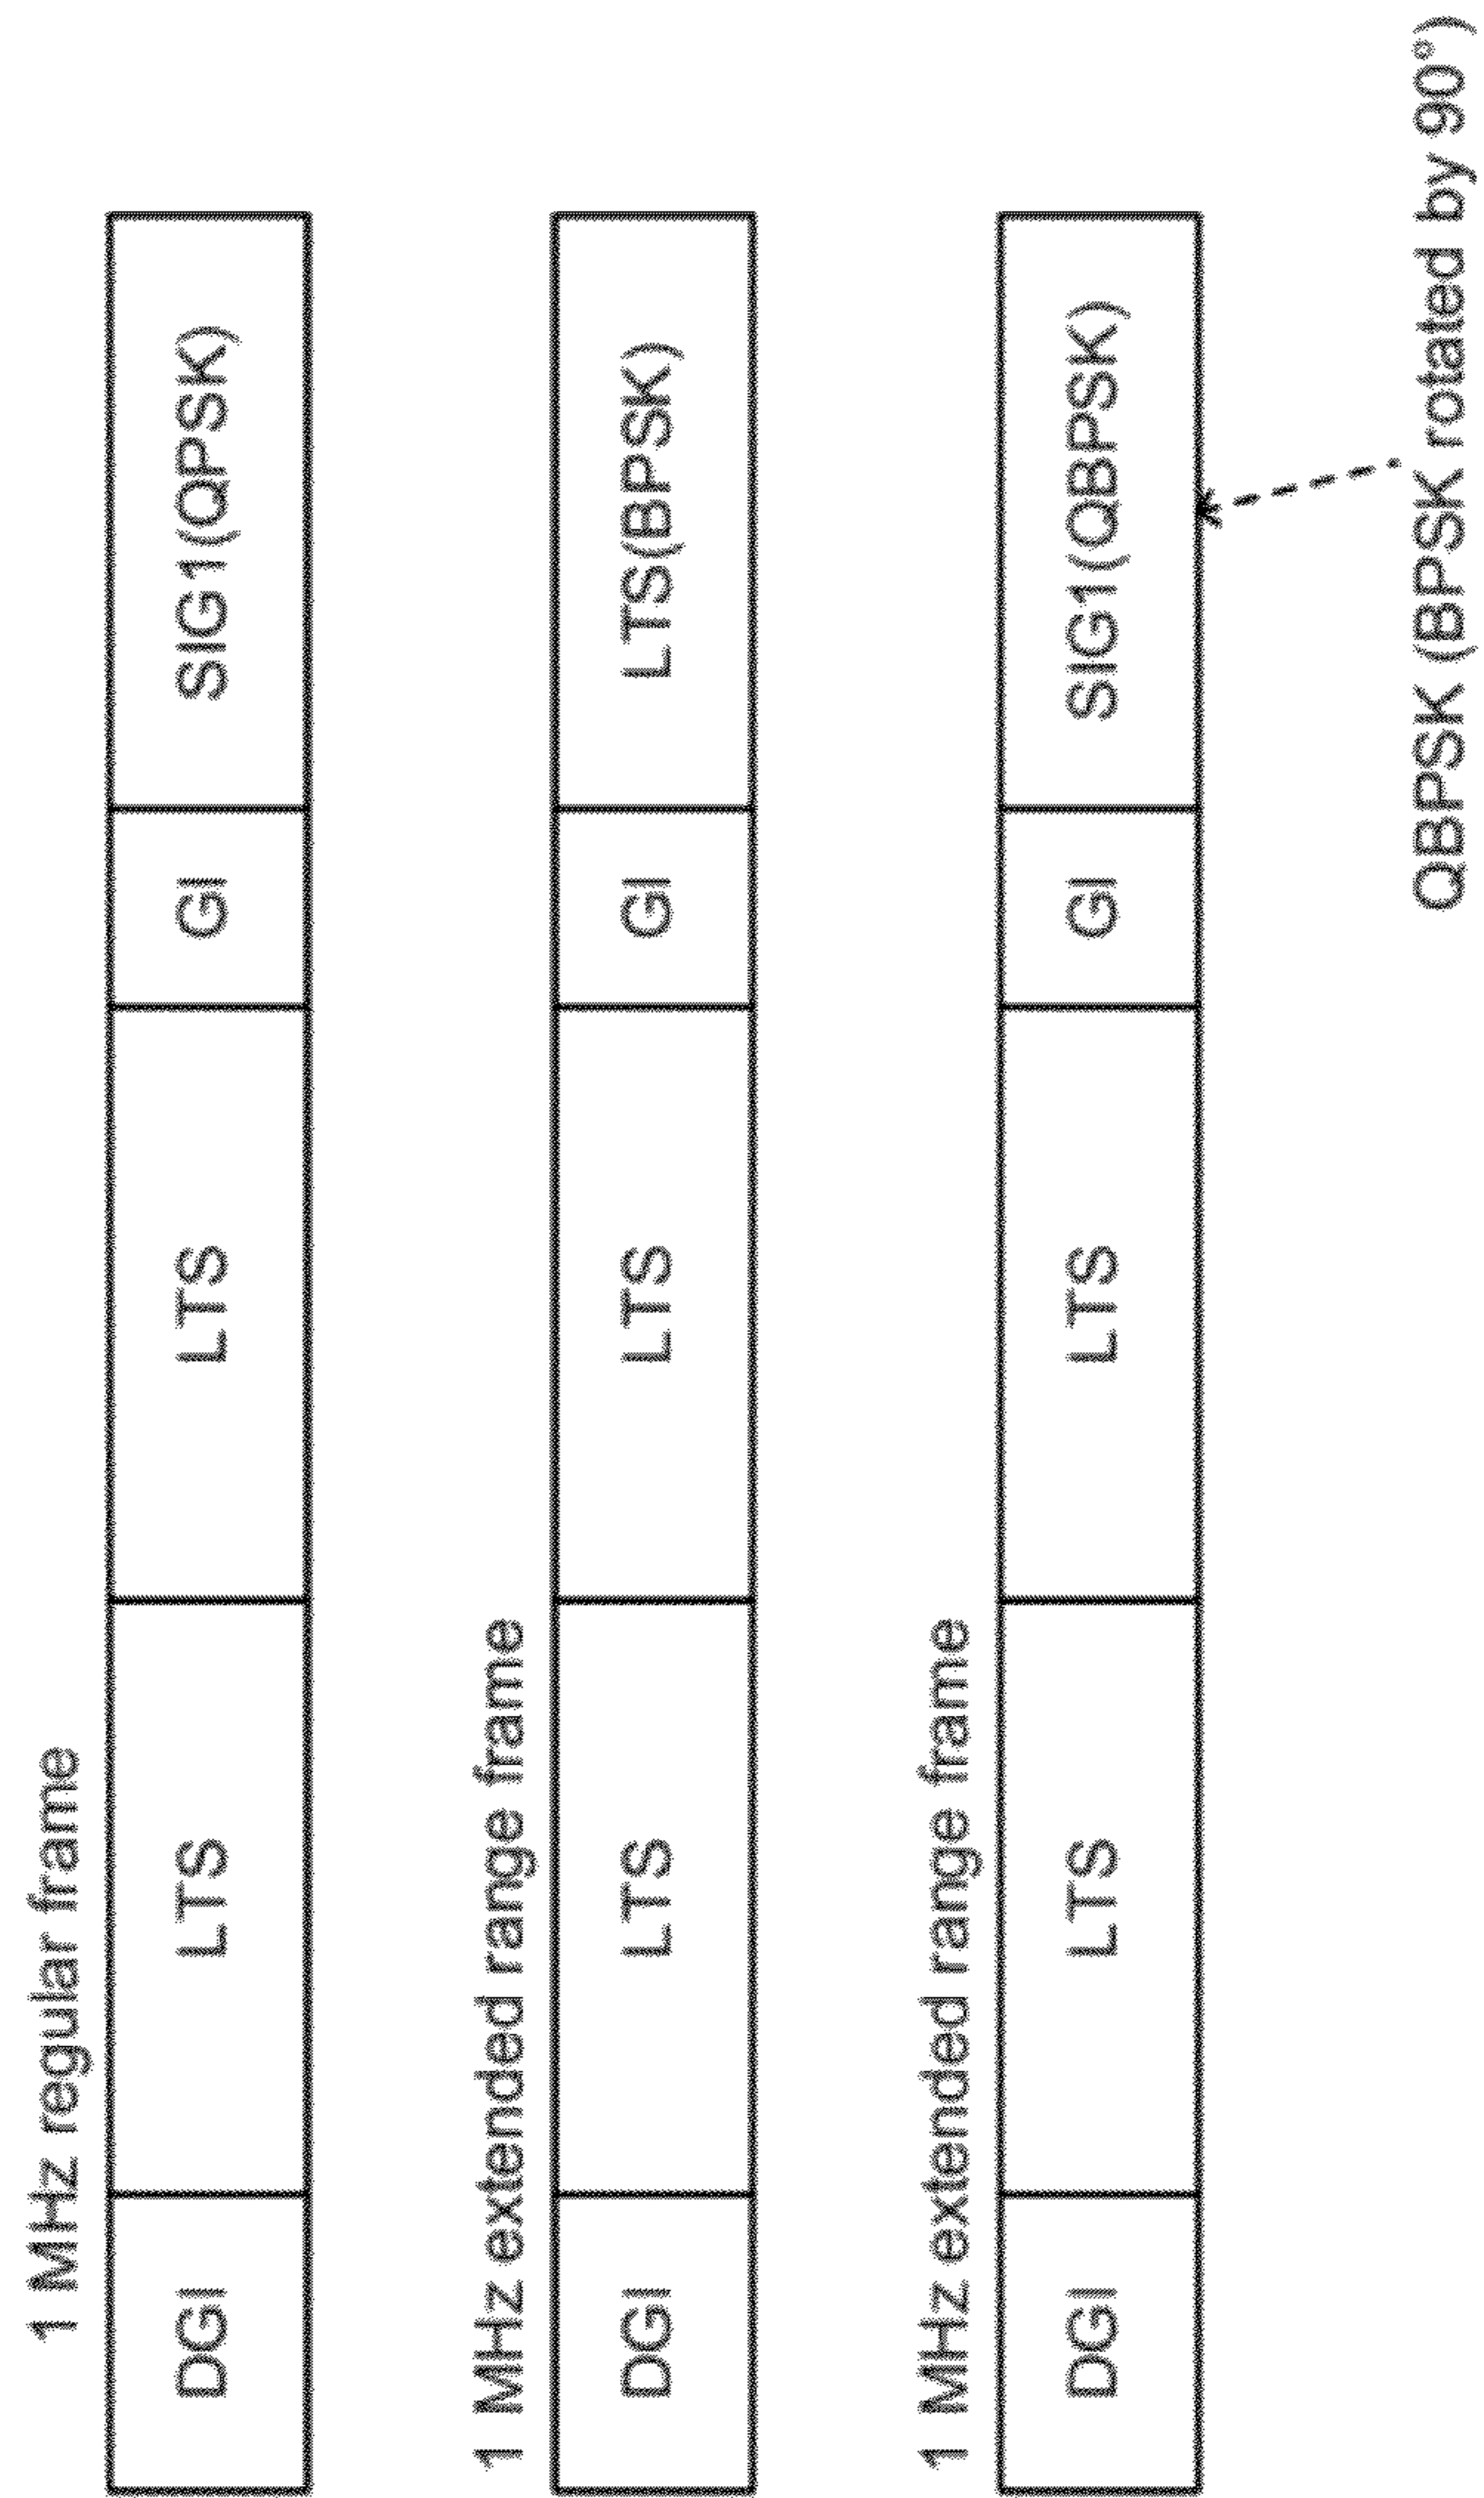 1 MHz regular frame
DGI LTS LTS GI SIG1(QPSK)
1 MHz extended range frame
DGI LTS LTS GI LTS(BPSK)
1 MHz extended range frame
DGI LTS LTS GI SIG1(QBPSK)
QBPSK (BPSK rotated by 90°)